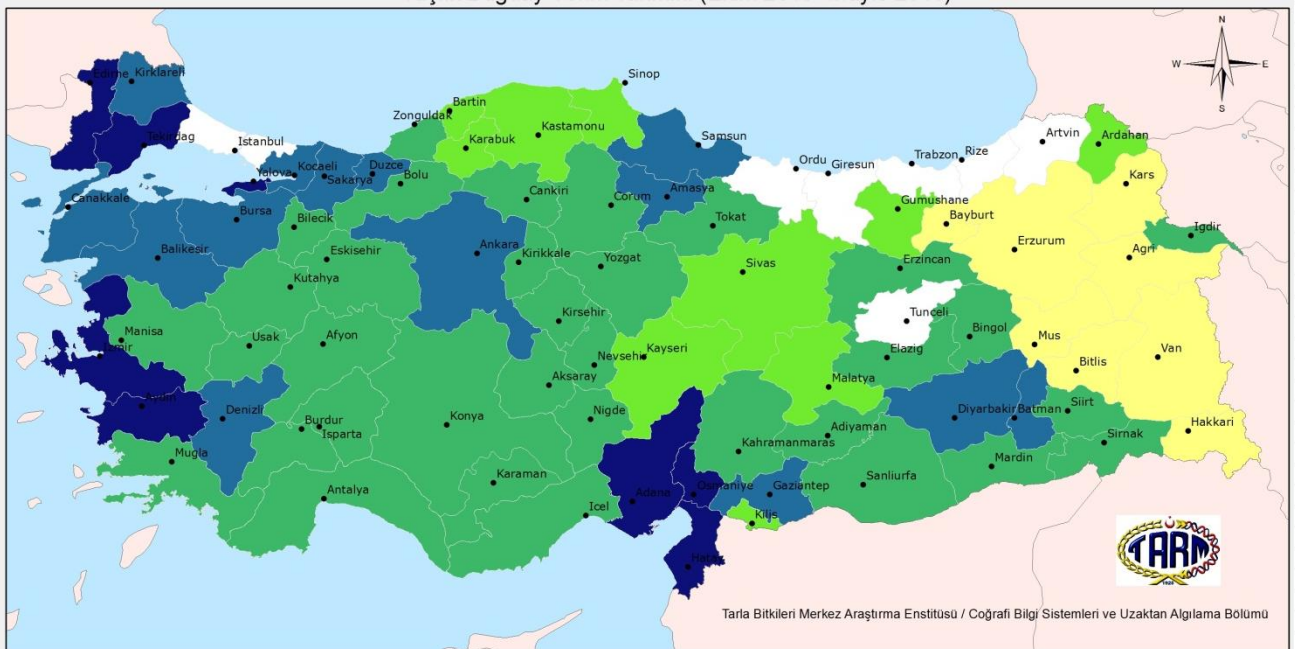 N
W
E
S
Edirne
Kirklareli
Tekirdag
Istanbul
Yalova
Kocaeli
Sakarya
Duzce
Bolu
Zonguldak
Bartin
Karabuk
Kastamonu
Sinop
Samsun
Ordu
Giresun
Trabzon
Rize
Artvin
Ardahan
Kars
Igdir
Agri
Canakkale
Balikesir
Bursa
Bilecik
Eskisehir
Kutahya
Ankara
Cankiri
Corum
Amasya
Tokat
Kirikkale
Yozgat
Sivas
Gumushane
Bayburt
Erzurum
Erzincan
Tunceli
Bingol
Mus
Bitlis
Van
Hakkari
Manisa
Izmir
Aydin
Usak
Afyon
Denizli
Burdur
Isparta
Mugla
Antalya
Konya
Karaman
Kirsehir
Nevsehi
Aksaray
Nigde
Kayseri
Malatya
Elazig
Diyarbakir
Batman
Siirt
Sirnak
Mardin
Sanliurfa
Adiyaman
Kahramanmaras
Gaziantep
Kilis
Osmaniye
Adana
Icel
Hatay
TARM
1926
Tarla Bitkileri Merkez Araştırma Enstitüsü / Coğrafi Bilgi Sistemleri ve Uzaktan Algılama Bölümü